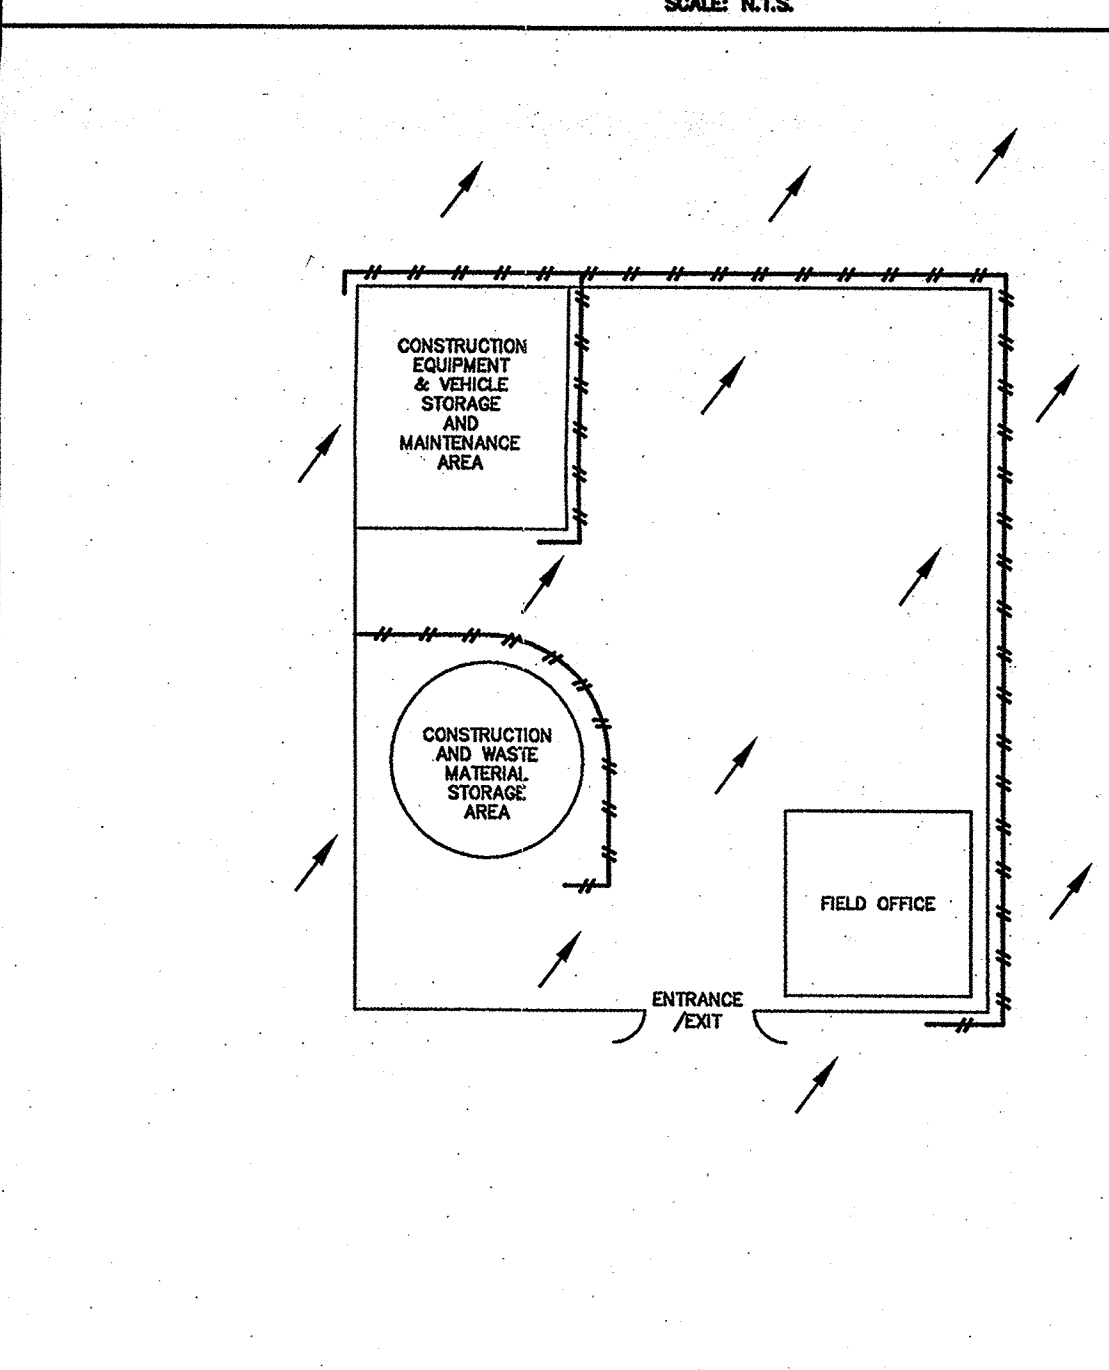 SCALE: N.T.S.
CONSTRUCTION
EQUIPMENT
& VEHICLE
STORAGE
AND
MAINTENANCE
AREA
CONSTRUCTION
AND WASTE
MATERIAL
STORAGE
AREA
FIELD OFFICE
ENTRANCE
/EXIT